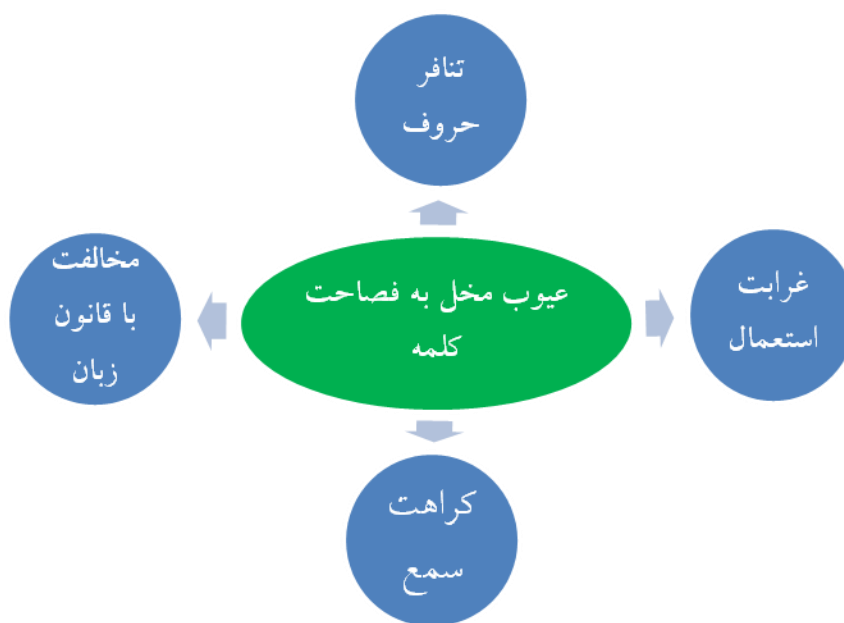 تنافر
حروف
عیوب مخل به فصاحت
کلمه
غرابت
استعمال
مخالفت
با قانون
زبان
کراهت
سمع